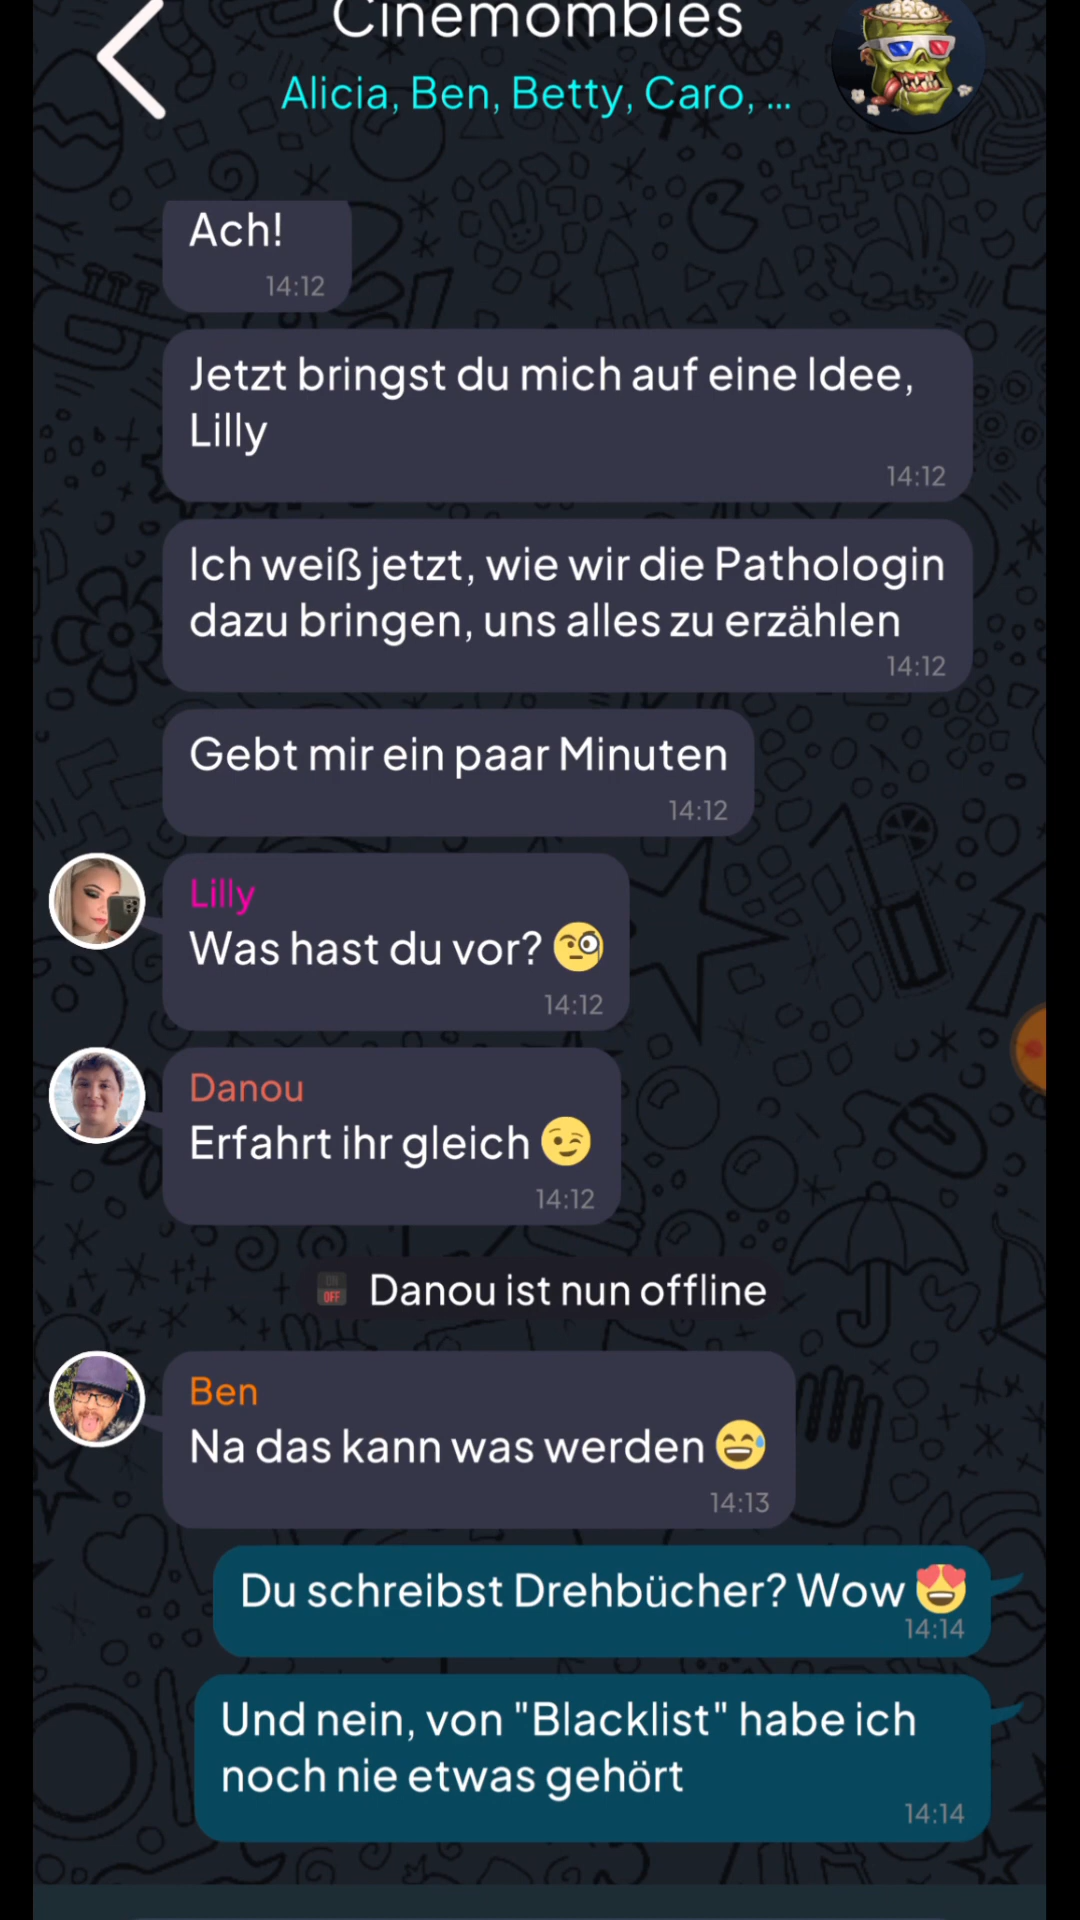 Cinemombies
Alicia, Ben, Betty, Caro, ...
Ach!
14:12
Jetzt bringst du mich auf eine Idee,
Lilly
14:12
Ich weiß jetzt, wie wir die Pathologin
dazu bringen, uns alles zu erzählen
14:12
Gebt mir ein paar Minuten
14:12
Lilly
Was hast du vor? 🧐
14:12
Danou
Erfahrt ihr gleich 😉
14:12
OFF Danou ist nun offline
Ben
Na das kann was werden 😅
14:13
Du schreibst Drehbücher? Wow 😍
14:14
Und nein, von "Blacklist" habe ich
noch nie etwas gehört
14:14